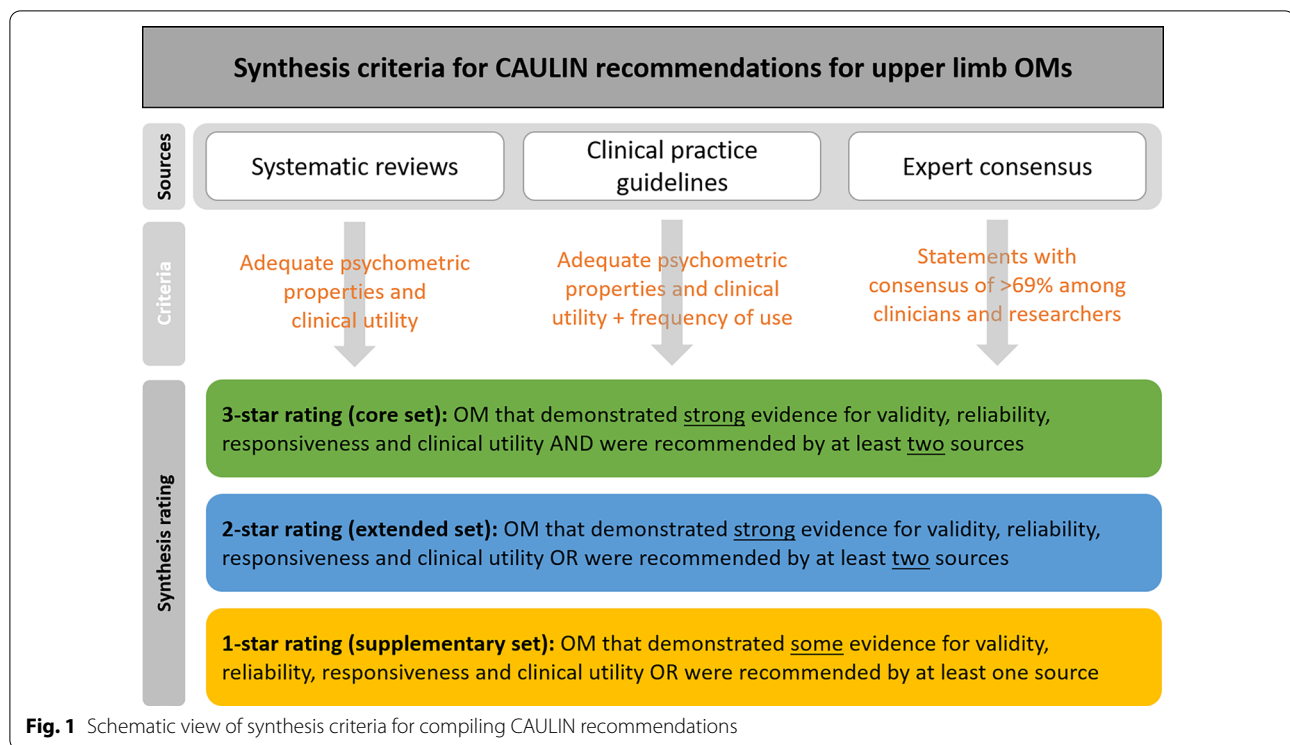 Synthesis criteria for CAULIN recommendations for upper limb OMs
Sources
Systematic reviews
Clinical practice
guidelines
Expert consensus
Criteria
Adequate psychometric
properties and
clinical utility
Adequate psychometric
properties and clinical
utility + frequency of use
Statements with
consensus of >69% among
clinicians and researchers
Synthesis rating
3-star rating (core set): OM that demonstrated strong evidence for validity, reliability,
responsiveness and clinical utility AND were recommended by at least two sources
2-star rating (extended set): OM that demonstrated strong evidence for validity, reliability,
responsiveness and clinical utility OR were recommended by at least two sources
1-star rating (supplementary set): OM that demonstrated some evidence for validity,
reliability, responsiveness and clinical utility OR were recommended by at least one source
Fig. 1 Schematic view of synthesis criteria for compiling CAULIN recommendations